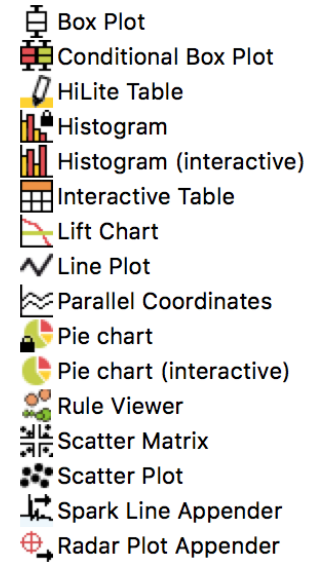 Box Plot
Conditional Box Plot
HiLite Table
Histogram
Histogram (interactive)
Interactive Table
Lift Chart
Line Plot
Parallel Coordinates
Pie chart
Pie chart (interactive)
Rule Viewer
Scatter Matrix
Scatter Plot
Spark Line Appender
Radar Plot Appender